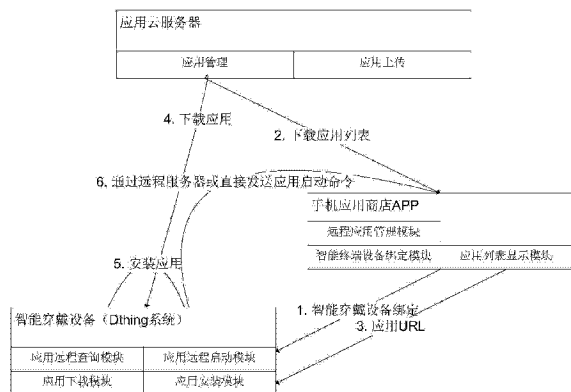 应用云服务器
应用管理
应用上传
4. 下载应用
2. 下载应用列表
6. 通过远程服务器或直接发送应用启动命令
手机应用商店APP
远程应用管理模块
智能终端设备绑定模块
应用列表显示模块
5. 安装应用
1. 智能穿戴设备绑定
3. 应用URL
智能穿戴设备（Dthing系统）
应用远程查询模块
应用远程启动模块
应用下载模块
应用安装模块